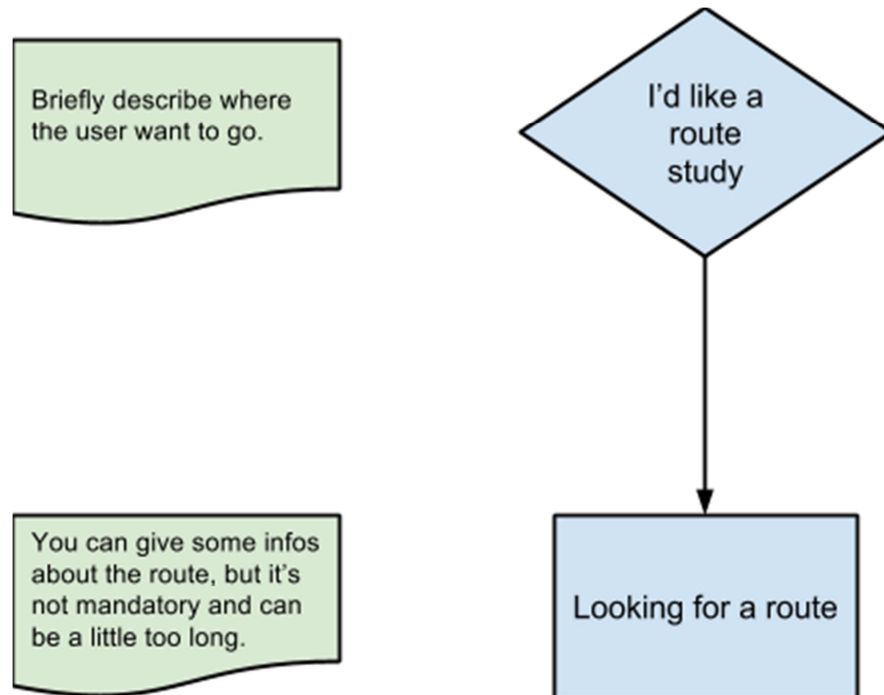 Briefly describe where
the user want to go.
I'd like a
route
study
You can give some infos
about the route, but it's
not mandatory and can
be a little too long.
Looking for a route